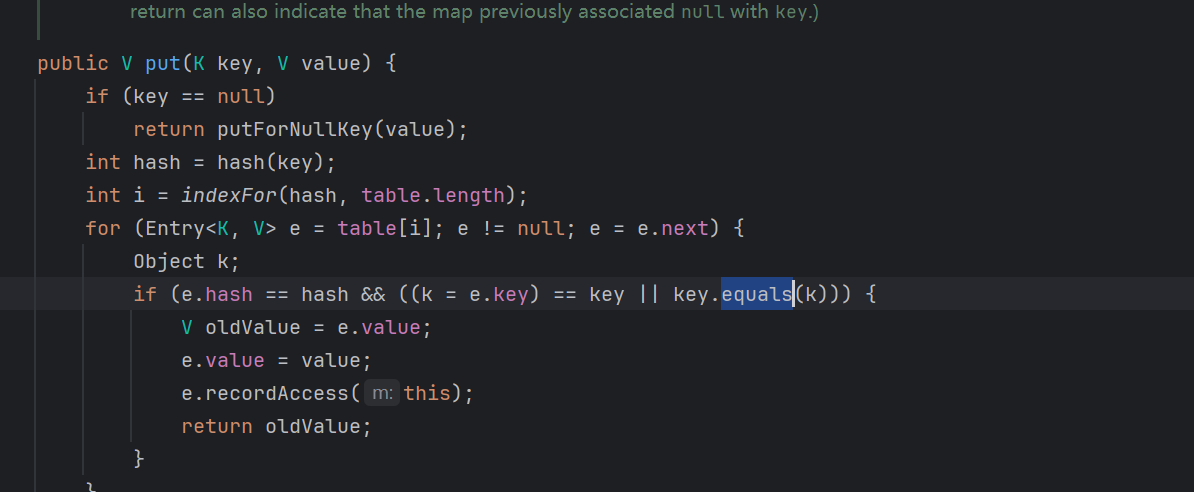 return can also indicate that the map previously associated null with key.)
public V put(K key, V value) {
if (key == null)
return putForNullKey(value);
int hash = hash(key);
int i = indexFor(hash, table.length);
for (Entry<K, V> e = table[i]; e != null; e = e.next) {
Object k;
if (e.hash == hash && ((k = e.key) == key || key.equals(k))) {
V oldValue = e.value;
e.value = value;
e.recordAccess( m: this);
return oldValue;
}
}